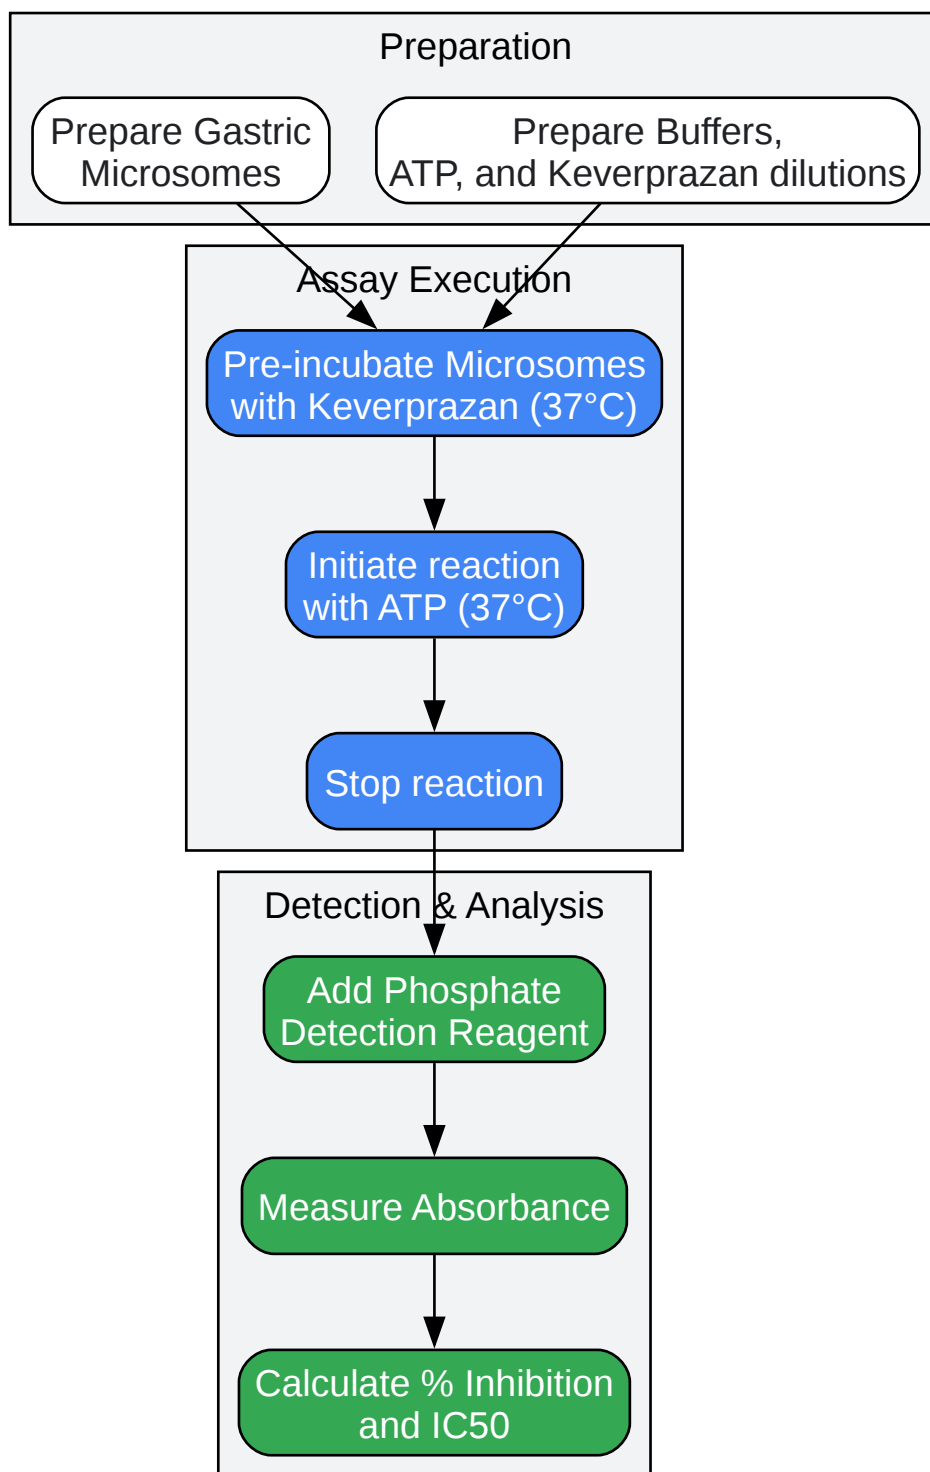 Preparation
Prepare Gastric
Microsomes
Prepare Buffers,
ATP, and Keverprazan dilutions
Assay Execution
Pre-incubate Microsomes
with Keverprazan (37°C)
Initiate reaction
with ATP (37°C)
Stop reaction
Detection & Analysis
Add Phosphate
Detection Reagent
Measure Absorbance
Calculate % Inhibition
and IC50